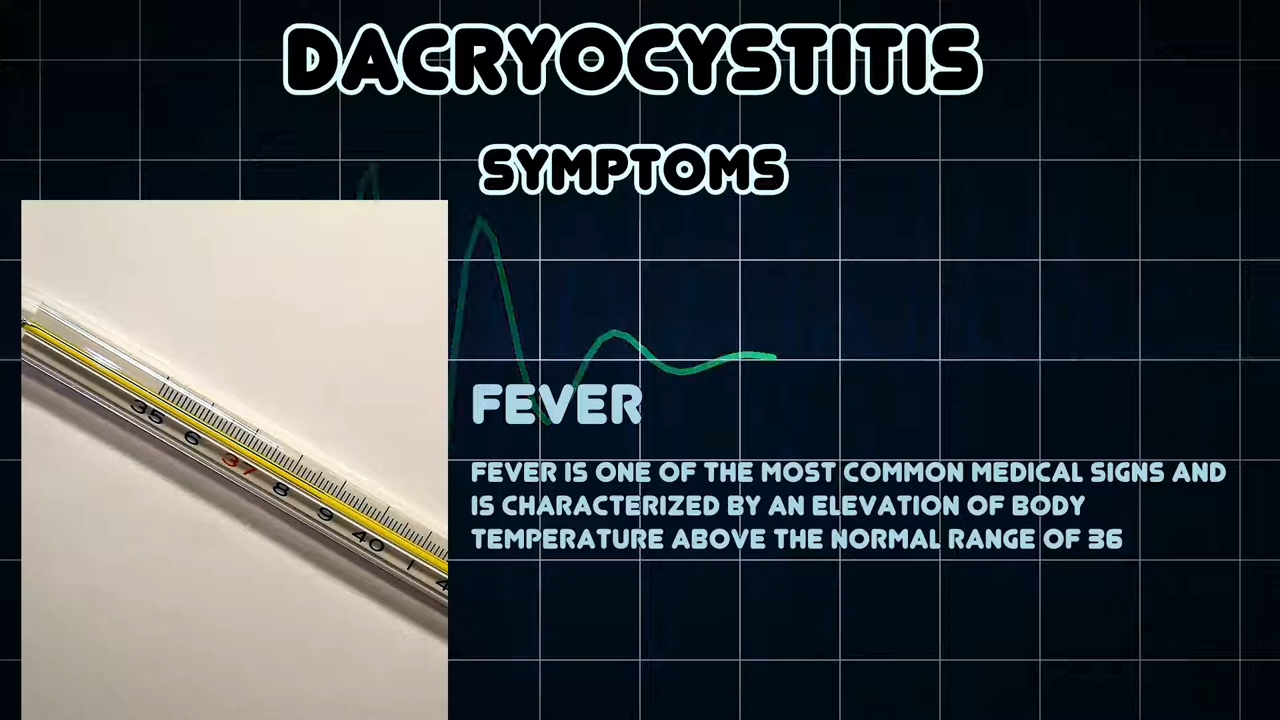 DACRYOCYSTITIS
SYMPTOMS
FEVER
FEVER IS ONE OF THE MOST COMMON MEDICAL SIGNS AND
IS CHARACTERIZED BY AN ELEVATION OF BODY
TEMPERATURE ABOVE THE NORMAL RANGE OF 36
35 6 37 8 9 40 1 4